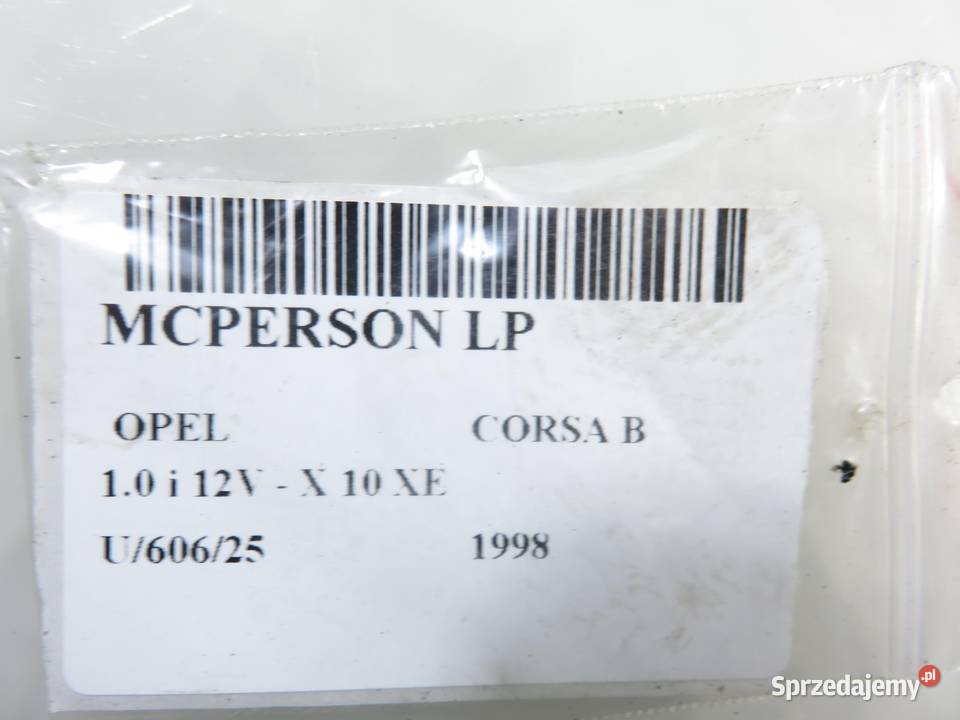 MCPERSON LP
OPEL CORSA B
1.0 i 12V - X 10 XE
U/606/25 1998
Sprzedajemy.pl